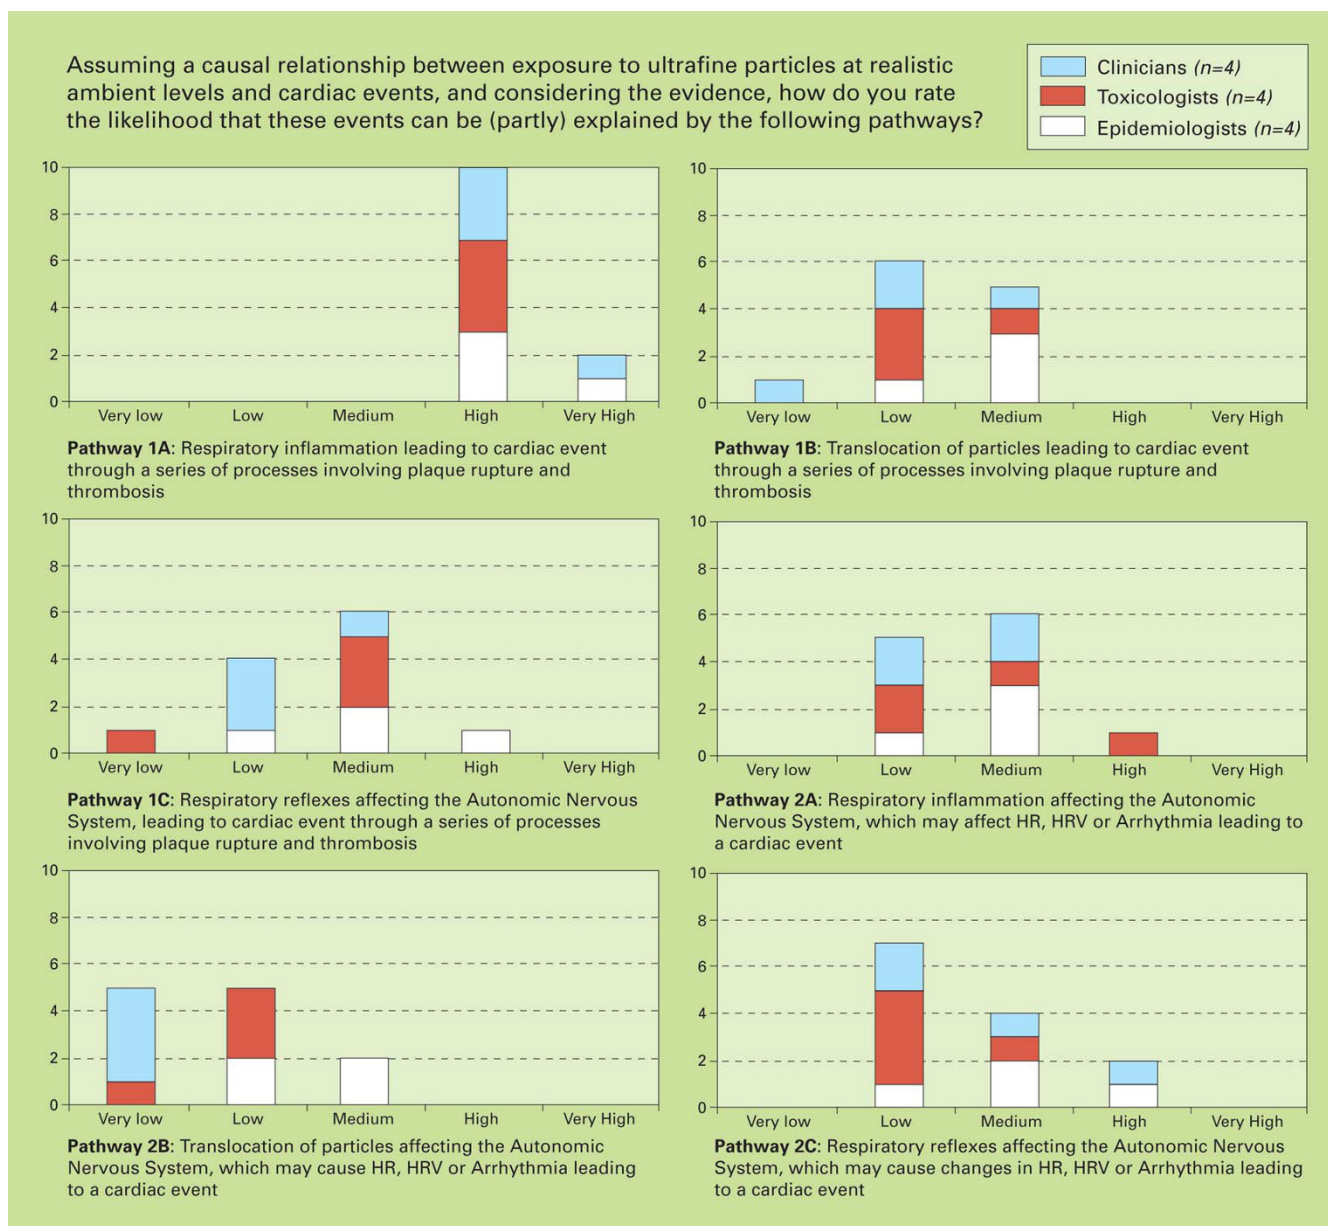 Assuming a causal relationship between exposure to ultrafine particles at realistic
ambient levels and cardiac events, and considering the evidence, how do you rate
the likelihood that these events can be (partly) explained by the following pathways?
Clinicians (n=4)
Toxicologists (n=4)
Epidemiologists (n=4)
10
8
6
4
2
0
Very low Low Medium High Very High
Pathway 1A: Respiratory inflammation leading to cardiac event
through a series of processes involving plaque rupture and
thrombosis
10
8
6
4
2
0
Very low Low Medium High Very High
Pathway 1B: Translocation of particles leading to cardiac event
through a series of processes involving plaque rupture and
thrombosis
10
8
6
4
2
0
Very low Low Medium High Very High
Pathway 1C: Respiratory reflexes affecting the Autonomic Nervous
System, leading to cardiac event through a series of processes
involving plaque rupture and thrombosis
10
8
6
4
2
0
Very low Low Medium High Very High
Pathway 2A: Respiratory inflammation affecting the Autonomic
Nervous System, which may affect HR, HRV or Arrhythmia leading to
a cardiac event
10
8
6
4
2
0
Very low Low Medium High Very High
Pathway 2B: Translocation of particles affecting the Autonomic
Nervous System, which may cause HR, HRV or Arrhythmia leading
to a cardiac event
10
8
6
4
2
0
Very low Low Medium High Very High
Pathway 2C: Respiratory reflexes affecting the Autonomic Nervous
System, which may cause changes in HR, HRV or Arrhythmia leading
to a cardiac event